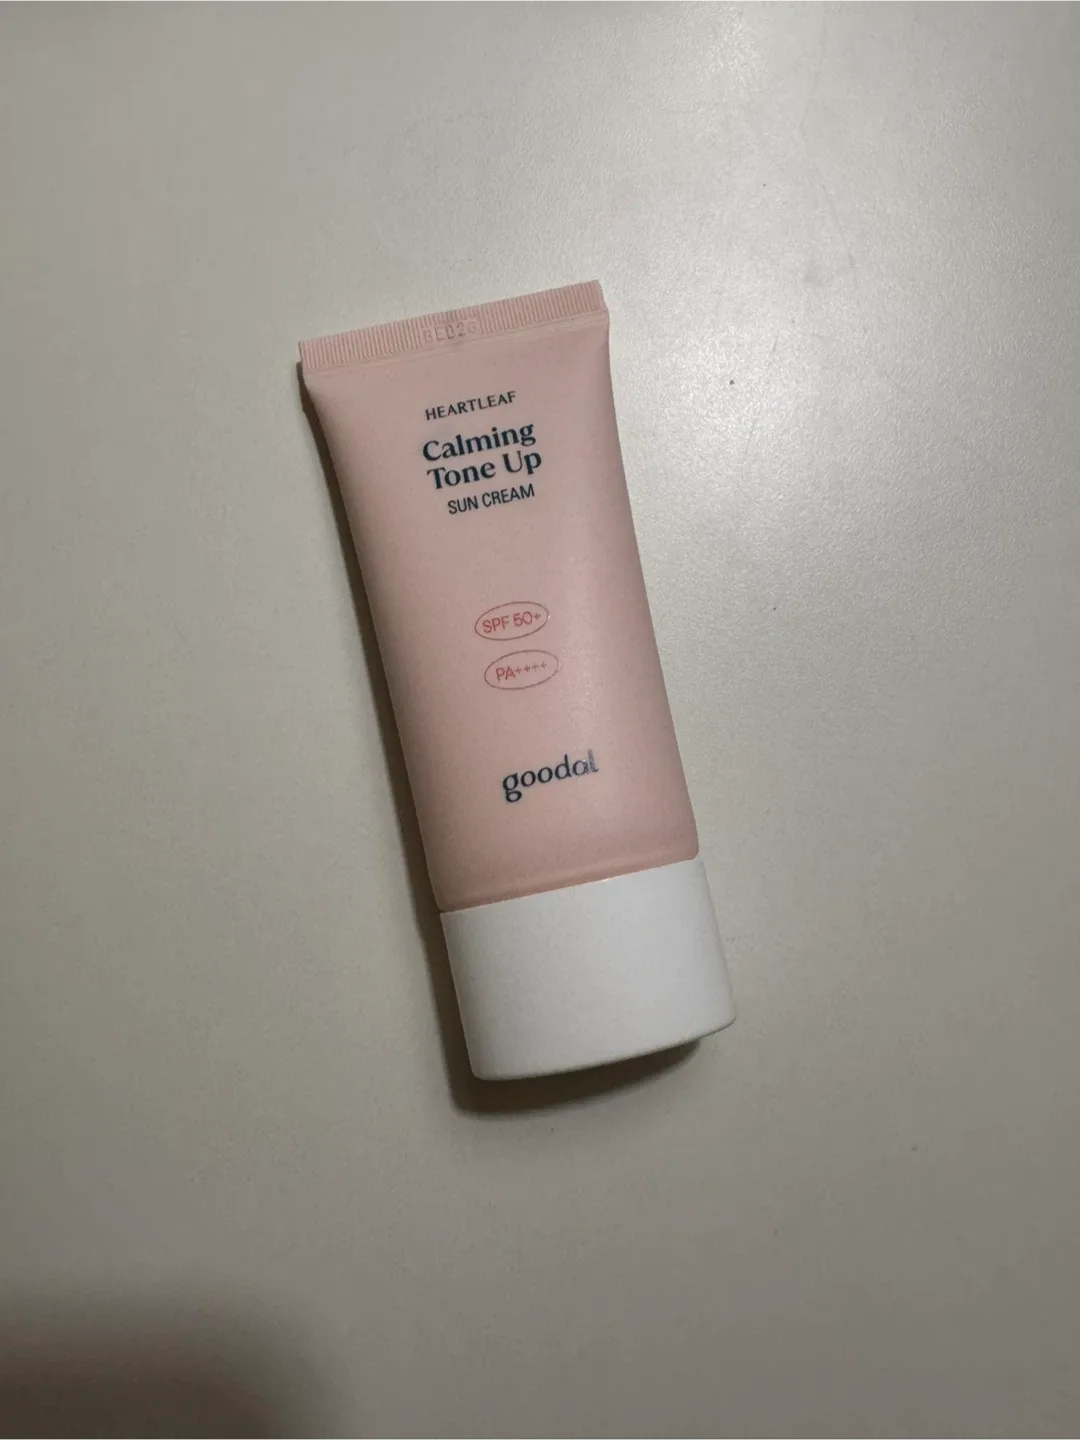 HEARTLEAF
Calming
Tone Up
SUN CREAM
SPF 50+
PA++++
goodal